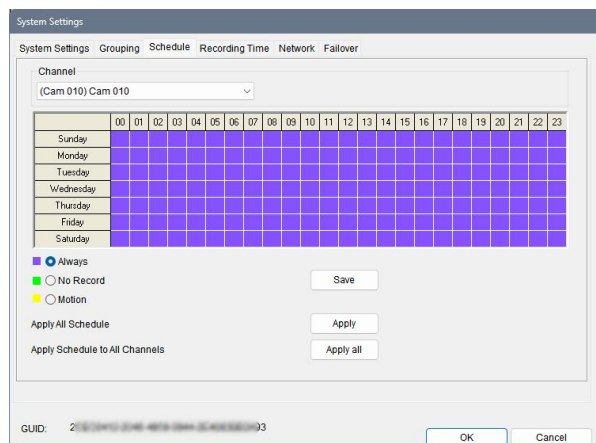 System Settings
System Settings Grouping Schedule Recording Time Network Failover
Channel
(Cam 010) Cam 010
00 01 02 03 04 05 06 07 08 09 10 11 12 13 14 15 16 17 18 19 20 21 22 23
Sunday
Monday
Tuesday
Wednesday
Thursday
Friday
Saturday
Always
No Record Save
Motion
Apply All Schedule Apply
Apply Schedule to All Channels Apply all
GUID:
OK Cancel